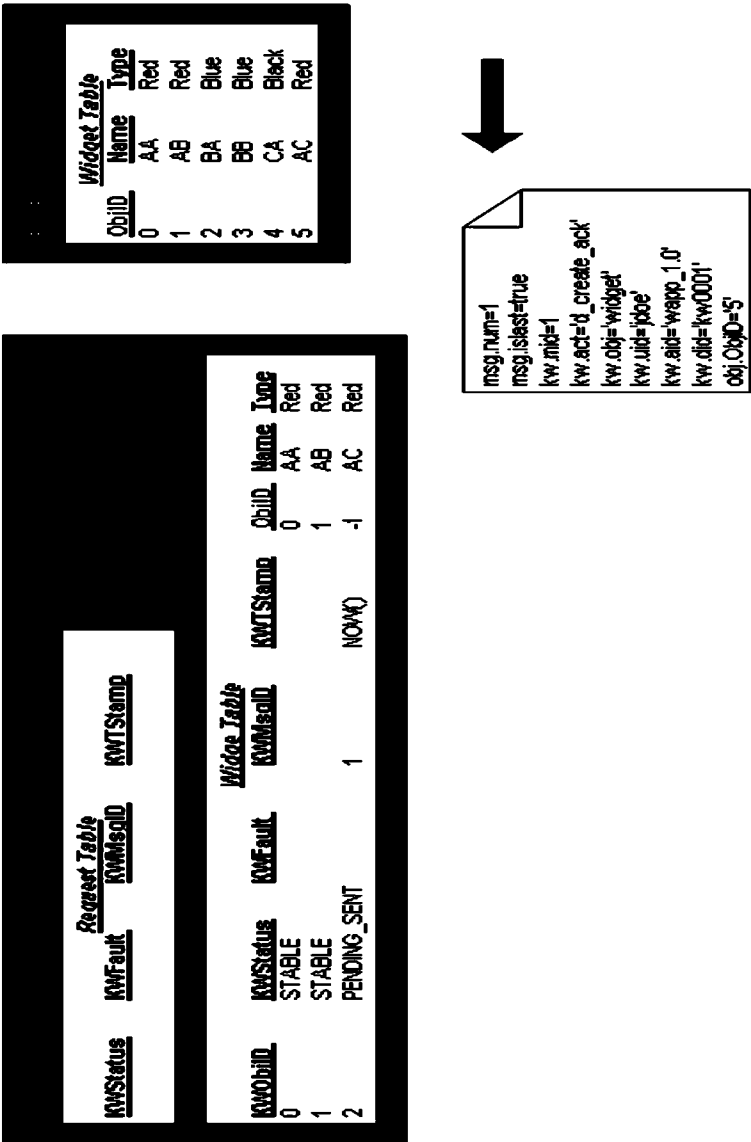 Request Table
KWStatus KWFault KWMsgID KWTStamp
Widge Table
KWObjID KWStatus KWFault KWMsgID KWTStamp ObjID Name Type
0 STABLE 0 AA Red
1 STABLE 1 AB Red
2 PENDING_SENT 1 NOW() -1 AC Red
Widget Table
ObjID Name Type
0 AA Red
1 AB Red
2 BA Blue
3 BB Blue
4 CA Black
5 AC Red
msg.num=1
msg.islast=true
kw.mid=1
kw.act='d_create_ack'
kw.obj='widget'
kw.uid='jdoe'
kw.aid='wapp_1.0'
kw.did='kw0001'
obj.ObjID='5'